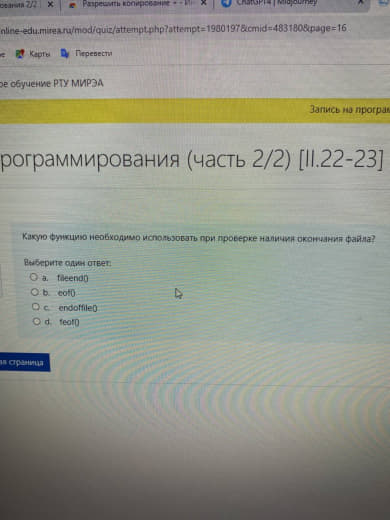 ования 2/2 Разрешить копирование - ChatGPT4 | Midjourney
nline-edu.mirea.ru/mod/quiz/attempt.php?attempt=1980197&cmid=483180&page=16
Карты Перевести
ое обучение РТУ МИРЭА
Запись на програм
рограммирования (часть 2/2) [II.22-23]
Какую функцию необходимо использовать при проверке наличия окончания файла?
Выберите один ответ:
a. fileend()
b. eof()
c. endoffile()
d. feof()
ая страница